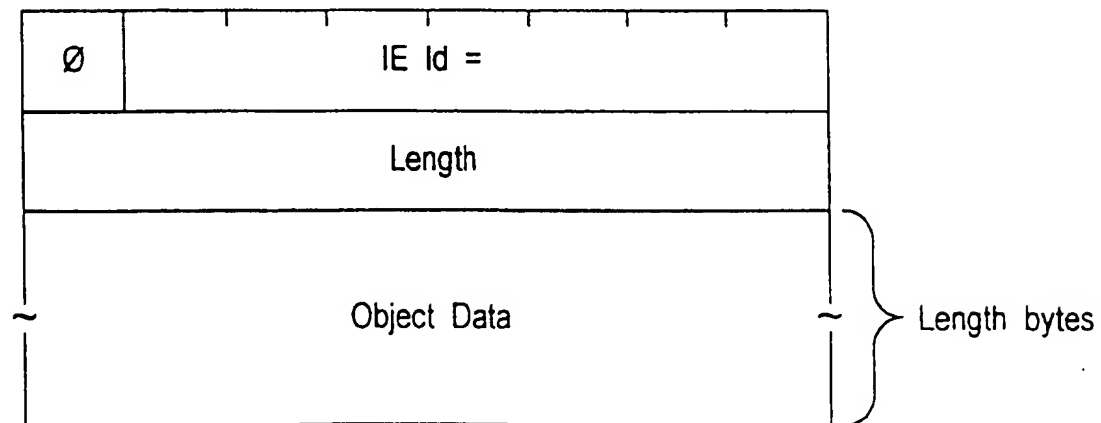 Ø IE Id =
Length
Object Data
Length bytes